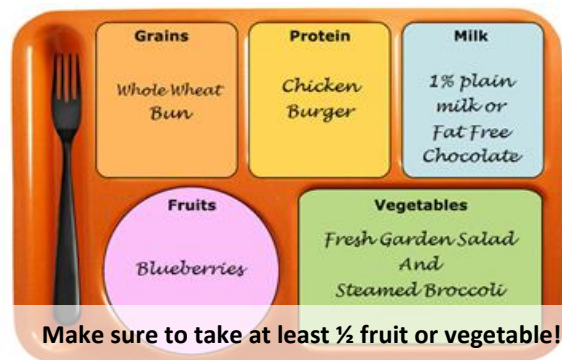 Grains
Whole Wheat
Bun
Protein
Chicken
Burger
Milk
1% plain
milk or
Fat Free
Chocolate
Fruits
Blueberries
Vegetables
Fresh Garden Salad
And
Steamed Broccoli
Make sure to take at least ½ fruit or vegetable!